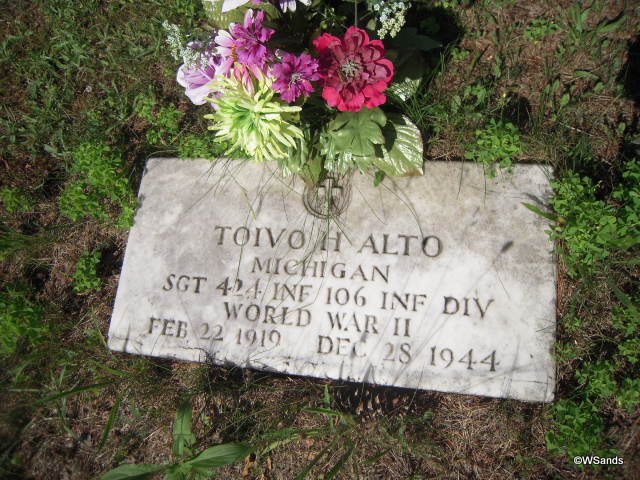 TOIVO H ALTO
MICHIGAN
SGT 424 INF 106 INF DIV
WORLD WAR II
FEB 22 1919 DEC 28 1944
©WSands